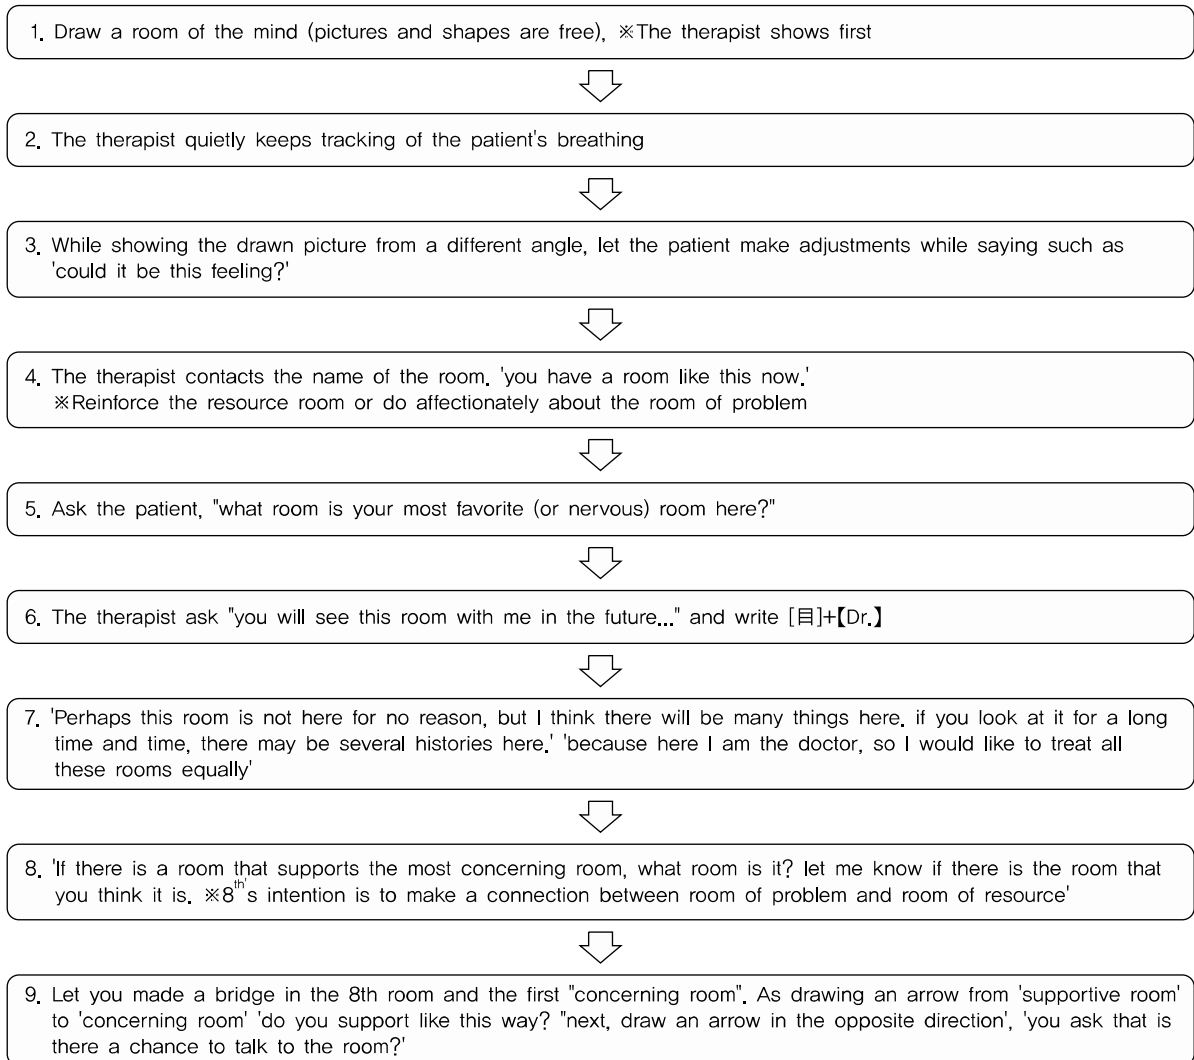 1. Draw a room of the mind (pictures and shapes are free), ※The therapist shows first
2. The therapist quietly keeps tracking of the patient's breathing
3. While showing the drawn picture from a different angle, let the patient make adjustments while saying such as
'could it be this feeling?'
4. The therapist contacts the name of the room. 'you have a room like this now.'
※Reinforce the resource room or do affectionately about the room of problem
5. Ask the patient, "what room is your most favorite (or nervous) room here?"
6. The therapist ask "you will see this room with me in the future..." and write [目]+【Dr.】
7. 'Perhaps this room is not here for no reason, but I think there will be many things here. if you look at it for a long
time and time, there may be several histories here.' 'because here I am the doctor, so I would like to treat all
these rooms equally'
8. 'If there is a room that supports the most concerning room, what room is it? let me know if there is the room that
you think it is. ※8th's intention is to make a connection between room of problem and room of resource'
9. Let you made a bridge in the 8th room and the first "concerning room". As drawing an arrow from 'supportive room'
to 'concerning room' 'do you support like this way? "next, draw an arrow in the opposite direction', 'you ask that is
there a chance to talk to the room?'